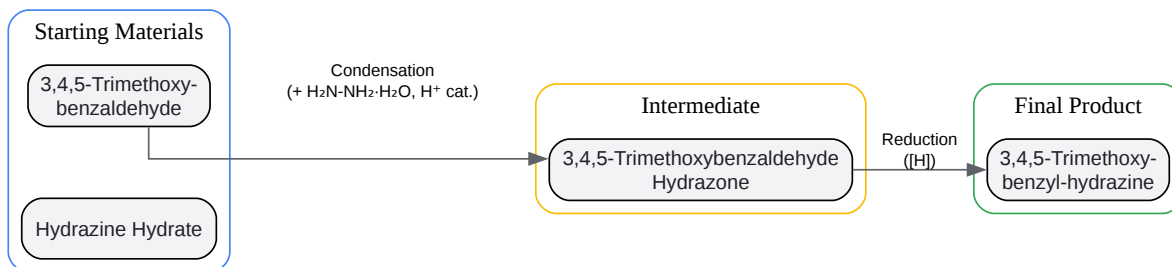 Starting Materials
3,4,5-Trimethoxy-
benzaldehyde
Hydrazine Hydrate
Condensation
(+ H₂N-NH₂·H₂O, H⁺ cat.)
Intermediate
3,4,5-Trimethoxybenzaldehyde
Hydrazone
Reduction
([H])
Final Product
3,4,5-Trimethoxy-
benzyl-hydrazine